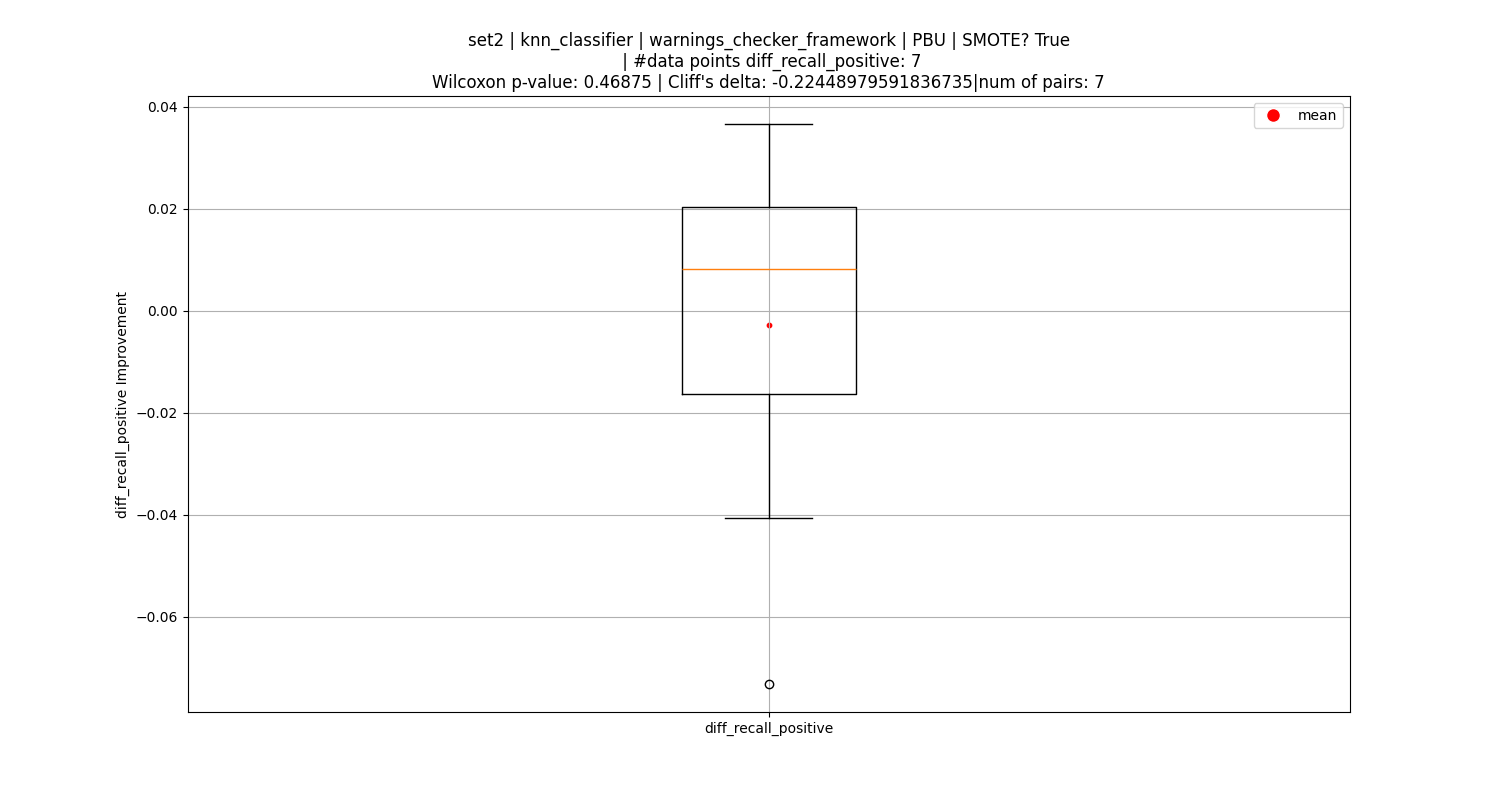 set2 | knn_classifier | warnings_checker_framework | PBU | SMOTE? True
| #data points diff_recall_positive: 7
Wilcoxon p-value: 0.46875 | Cliff's delta: -0.22448979591836735|num of pairs: 7
mean
0.04
0.02
0.00
−0.02
−0.04
−0.06
diff_recall_positive Improvement
diff_recall_positive